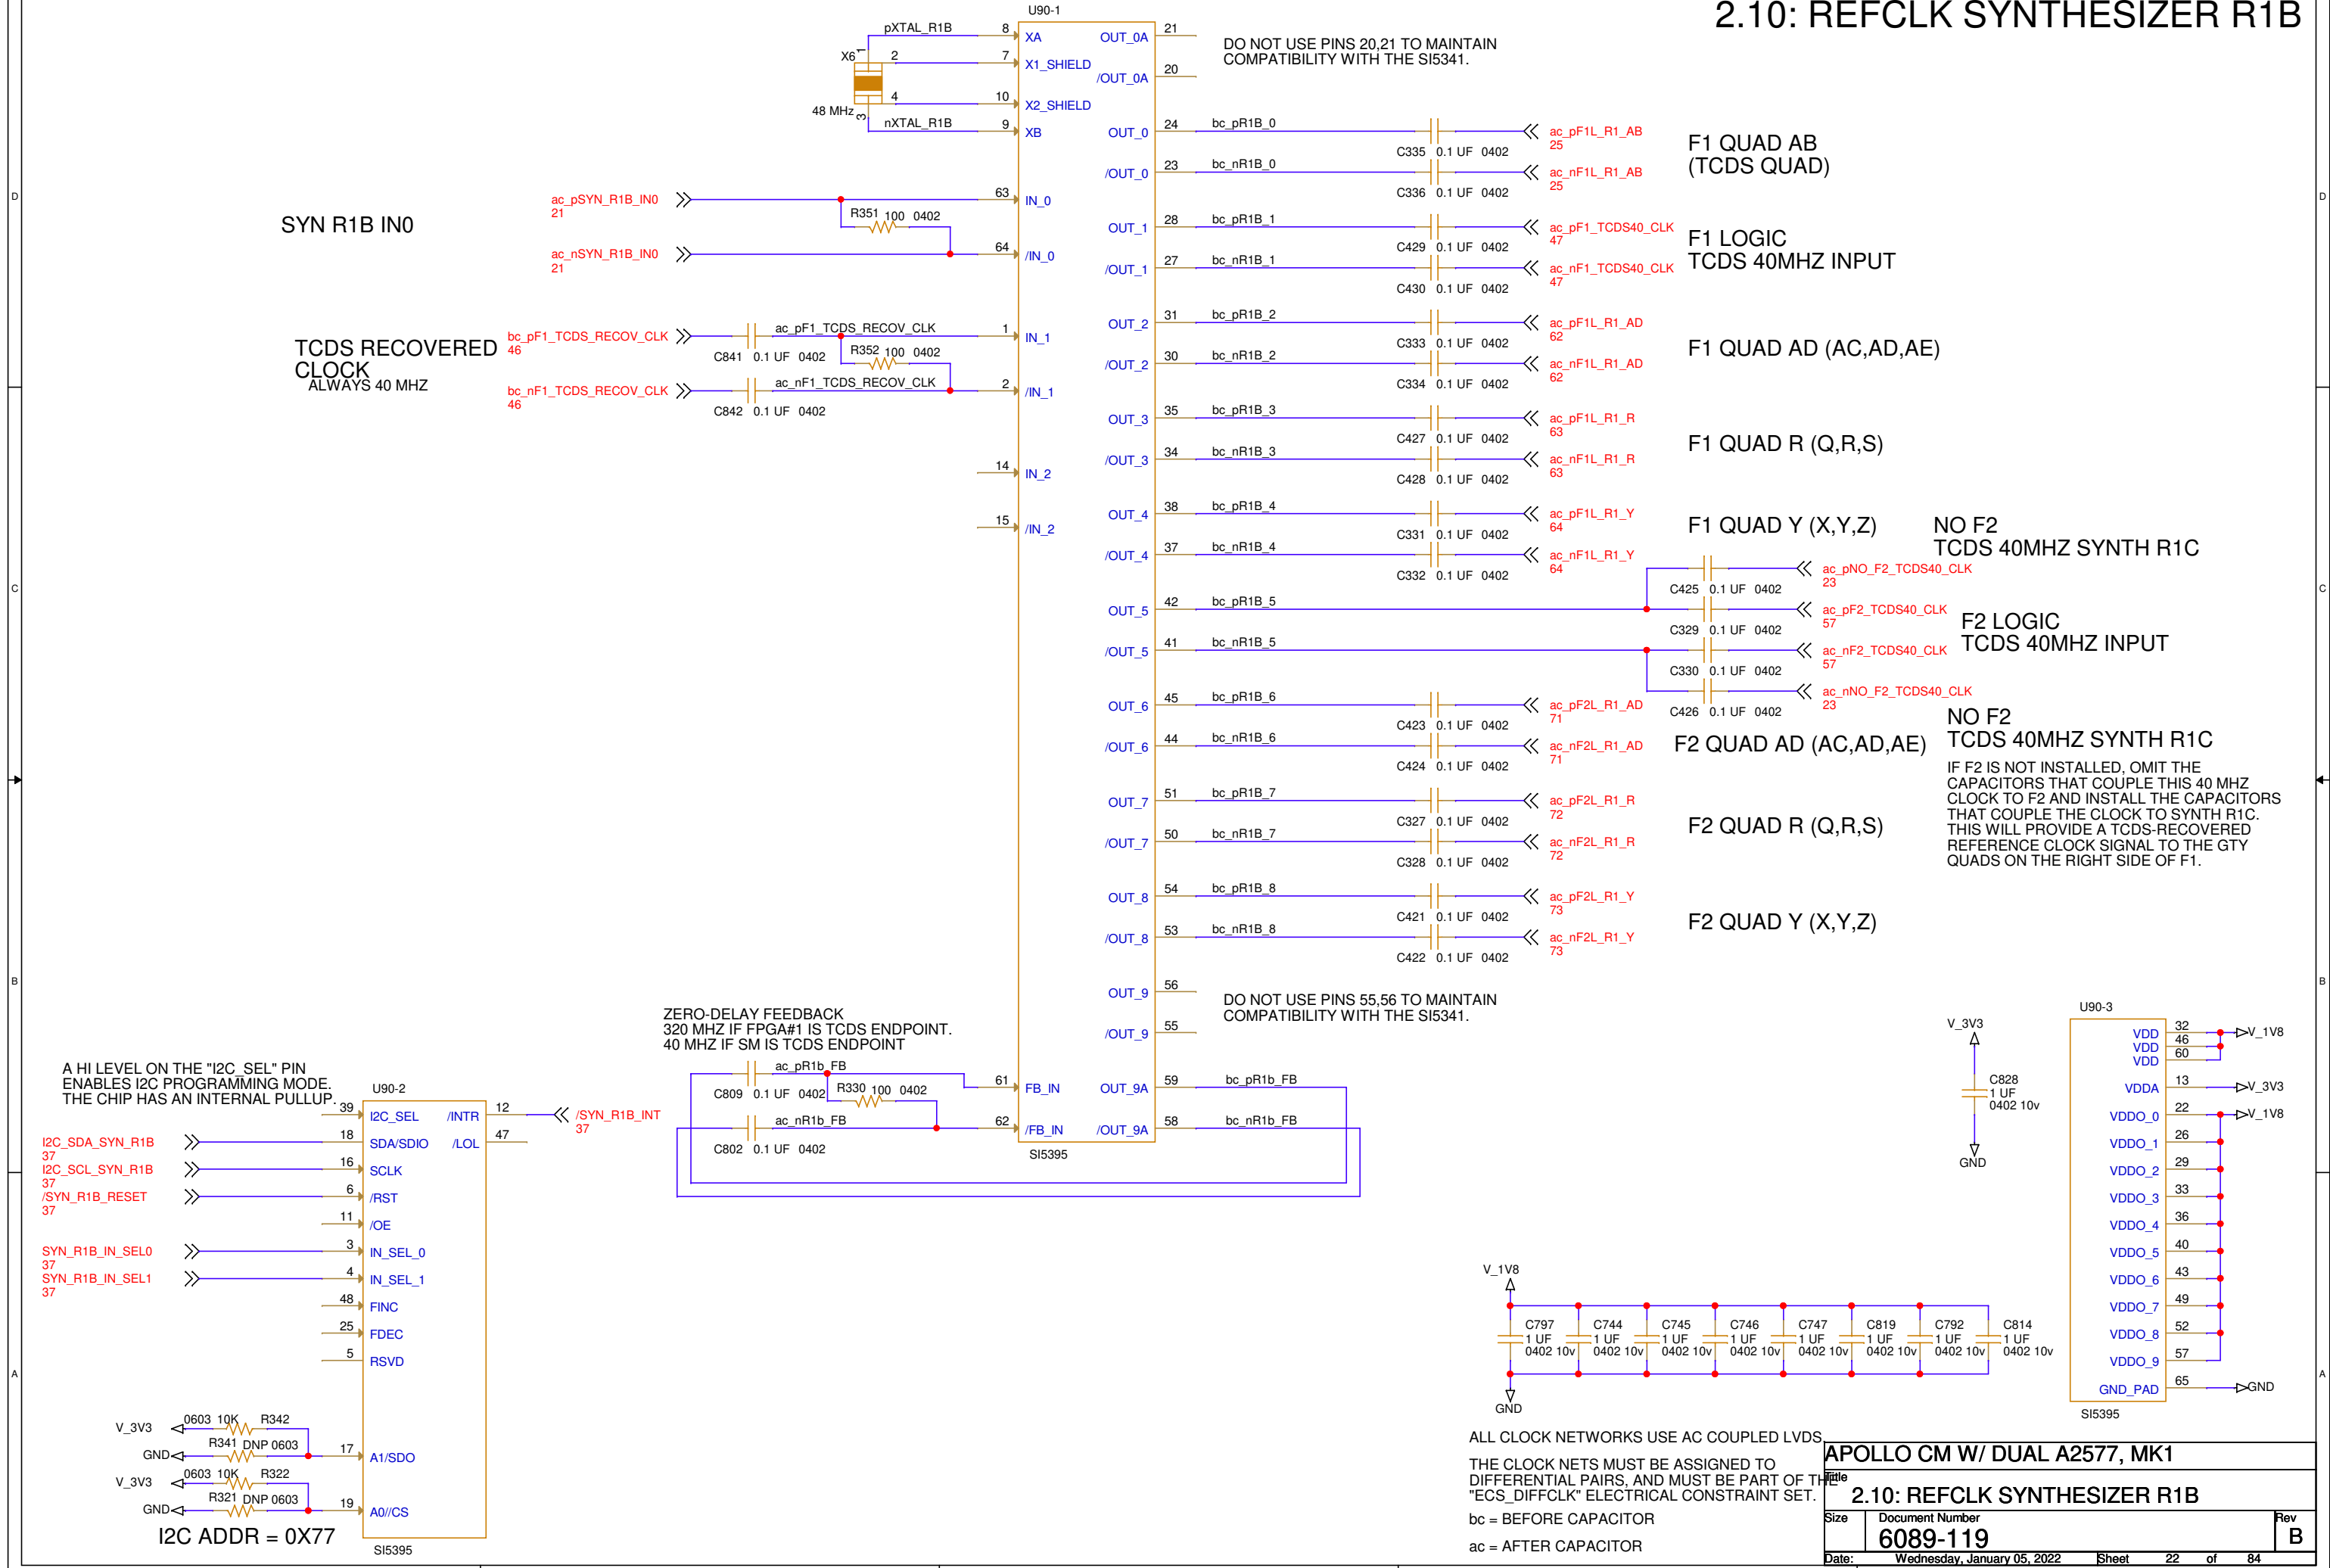 2.10: REFCLK SYNTHESIZER R1B
U90-1
pXTAL_R1B
8
XA
OUT_0A
21
DO NOT USE PINS 20,21 TO MAINTAIN
COMPATIBILITY WITH THE SI5341.
X6
1
2
7
X1_SHIELD
/OUT_0A
20
4
10
X2_SHIELD
48 MHz
3
nXTAL_R1B
9
XB
OUT_0
24
bc_pR1B_0
C335 0.1 UF 0402
ac_pF1L_R1_AB
25
F1 QUAD AB
(TCDS QUAD)
/OUT_0
23
bc_nR1B_0
C336 0.1 UF 0402
ac_nF1L_R1_AB
25
SYN R1B IN0
ac_pSYN_R1B_IN0
21
63
IN_0
R351 100 0402
ac_nSYN_R1B_IN0
21
64
/IN_0
OUT_1
28
bc_pR1B_1
C429 0.1 UF 0402
ac_pF1_TCDS40_CLK
47
F1 LOGIC
TCDS 40MHZ INPUT
/OUT_1
27
bc_nR1B_1
C430 0.1 UF 0402
ac_nF1_TCDS40_CLK
47
TCDS RECOVERED
CLOCK
ALWAYS 40 MHZ
bc_pF1_TCDS_RECOV_CLK
46
C841 0.1 UF 0402
ac_pF1_TCDS_RECOV_CLK
1
IN_1
R352 100 0402
bc_nF1_TCDS_RECOV_CLK
46
C842 0.1 UF 0402
ac_nF1_TCDS_RECOV_CLK
2
/IN_1
OUT_2
31
bc_pR1B_2
C333 0.1 UF 0402
ac_pF1L_R1_AD
62
F1 QUAD AD (AC,AD,AE)
/OUT_2
30
bc_nR1B_2
C334 0.1 UF 0402
ac_nF1L_R1_AD
62
OUT_3
35
bc_pR1B_3
C427 0.1 UF 0402
ac_pF1L_R1_R
63
F1 QUAD R (Q,R,S)
/OUT_3
34
bc_nR1B_3
C428 0.1 UF 0402
ac_nF1L_R1_R
63
14
IN_2
15
/IN_2
OUT_4
38
bc_pR1B_4
C331 0.1 UF 0402
ac_pF1L_R1_Y
64
F1 QUAD Y (X,Y,Z)
/OUT_4
37
bc_nR1B_4
C332 0.1 UF 0402
ac_nF1L_R1_Y
64
NO F2
TCDS 40MHZ SYNTH R1C
C425 0.1 UF 0402
ac_pNO_F2_TCDS40_CLK
23
OUT_5
42
bc_pR1B_5
C329 0.1 UF 0402
ac_pF2_TCDS40_CLK
57
F2 LOGIC
TCDS 40MHZ INPUT
/OUT_5
41
bc_nR1B_5
C330 0.1 UF 0402
ac_nF2_TCDS40_CLK
57
C426 0.1 UF 0402
ac_nNO_F2_TCDS40_CLK
23
NO F2
TCDS 40MHZ SYNTH R1C
IF F2 IS NOT INSTALLED, OMIT THE
CAPACITORS THAT COUPLE THIS 40 MHZ
CLOCK TO F2 AND INSTALL THE CAPACITORS
THAT COUPLE THE CLOCK TO SYNTH R1C.
THIS WILL PROVIDE A TCDS-RECOVERED
REFERENCE CLOCK SIGNAL TO THE GTY
QUADS ON THE RIGHT SIDE OF F1.
OUT_6
45
bc_pR1B_6
C423 0.1 UF 0402
ac_pF2L_R1_AD
71
F2 QUAD AD (AC,AD,AE)
/OUT_6
44
bc_nR1B_6
C424 0.1 UF 0402
ac_nF2L_R1_AD
71
OUT_7
51
bc_pR1B_7
C327 0.1 UF 0402
ac_pF2L_R1_R
72
F2 QUAD R (Q,R,S)
/OUT_7
50
bc_nR1B_7
C328 0.1 UF 0402
ac_nF2L_R1_R
72
OUT_8
54
bc_pR1B_8
C421 0.1 UF 0402
ac_pF2L_R1_Y
73
F2 QUAD Y (X,Y,Z)
/OUT_8
53
bc_nR1B_8
C422 0.1 UF 0402
ac_nF2L_R1_Y
73
OUT_9
56
/OUT_9
55
DO NOT USE PINS 55,56 TO MAINTAIN
COMPATIBILITY WITH THE SI5341.
ZERO-DELAY FEEDBACK
320 MHZ IF FPGA#1 IS TCDS ENDPOINT.
40 MHZ IF SM IS TCDS ENDPOINT
ac_pR1b_FB
C809 0.1 UF 0402
R330 100 0402
61
FB_IN
OUT_9A
59
bc_pR1b_FB
ac_nR1b_FB
C802 0.1 UF 0402
62
/FB_IN
/OUT_9A
58
bc_nR1b_FB
SI5395
A HI LEVEL ON THE "I2C_SEL" PIN
ENABLES I2C PROGRAMMING MODE.
THE CHIP HAS AN INTERNAL PULLUP.
U90-2
39
I2C_SEL
/INTR
12
/SYN_R1B_INT
37
I2C_SDA_SYN_R1B
37
18
SDA/SDIO
/LOL
47
I2C_SCL_SYN_R1B
37
16
SCLK
/SYN_R1B_RESET
37
6
/RST
11
/OE
SYN_R1B_IN_SEL0
37
3
IN_SEL_0
SYN_R1B_IN_SEL1
37
4
IN_SEL_1
48
FINC
25
FDEC
5
RSVD
V_3V3
0603 10K R342
GND
R341 DNP 0603
17
A1/SDO
V_3V3
0603 10K R322
GND
R321 DNP 0603
19
A0//CS
I2C ADDR = 0X77
SI5395
V_3V3
C828
1 UF
0402 10v
GND
U90-3
VDD
32
V_1V8
VDD
46
VDD
60
VDDA
13
V_3V3
VDDO_0
22
V_1V8
VDDO_1
26
VDDO_2
29
VDDO_3
33
VDDO_4
36
VDDO_5
40
VDDO_6
43
VDDO_7
49
VDDO_8
52
VDDO_9
57
GND_PAD
65
GND
SI5395
V_1V8
C797 C744 C745 C746 C747 C819 C792 C814
1 UF 1 UF 1 UF 1 UF 1 UF 1 UF 1 UF 1 UF
0402 10v 0402 10v 0402 10v 0402 10v 0402 10v 0402 10v 0402 10v 0402 10v
GND
ALL CLOCK NETWORKS USE AC COUPLED LVDS.
THE CLOCK NETS MUST BE ASSIGNED TO
DIFFERENTIAL PAIRS, AND MUST BE PART OF THE
"ECS_DIFFCLK" ELECTRICAL CONSTRAINT SET.
bc = BEFORE CAPACITOR
ac = AFTER CAPACITOR
APOLLO CM W/ DUAL A2577, MK1
Title
2.10: REFCLK SYNTHESIZER R1B
Size
Document Number
6089-119
Rev
B
Date: Wednesday, January 05, 2022 Sheet 22 of 84
D
D
C
C
B
B
A
A